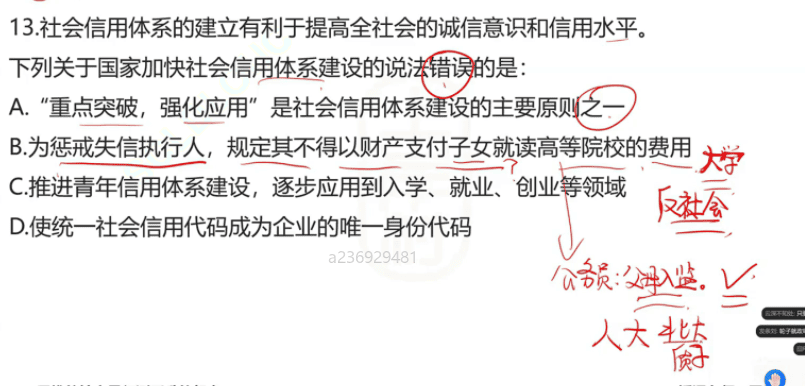 13.社会信用体系的建立有利于提高全社会的诚信意识和信用水平。
下列关于国家加快社会信用体系建设的说法错误的是：
A.“重点突破，强化应用”是社会信用体系建设的主要原则之一
B.为惩戒失信执行人，规定其不得以财产支付子女就读高等院校的费用
大学
C.推进青年信用体系建设，逐步应用到入学、就业、创业等领域
反社会
D.使统一社会信用代码成为企业的唯一身份代码
a236929481
公务员：父母入监。
人大 北大